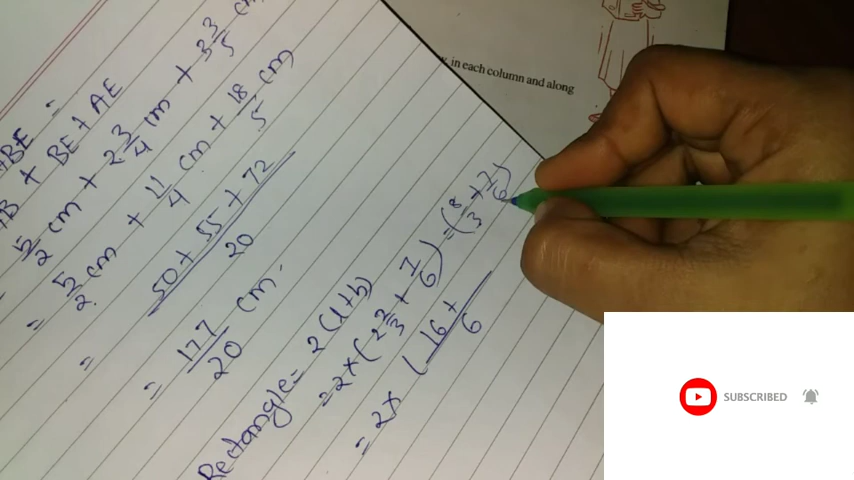 ABE =
AB + BE + AE
5/2 cm + 2 3/4 cm + 3 3/5 cm
= 5/2 cm + 11/4 cm + 18/5 cm
= 50 + 55 + 72 / 20
= 177/20 cm.
Rectangle = 2 (l+b)
= 2 × (2 2/3 + 7/6) = (8/3 + 7/6)
= 2 × (16 + / 6
in each column and along
SUBSCRIBED